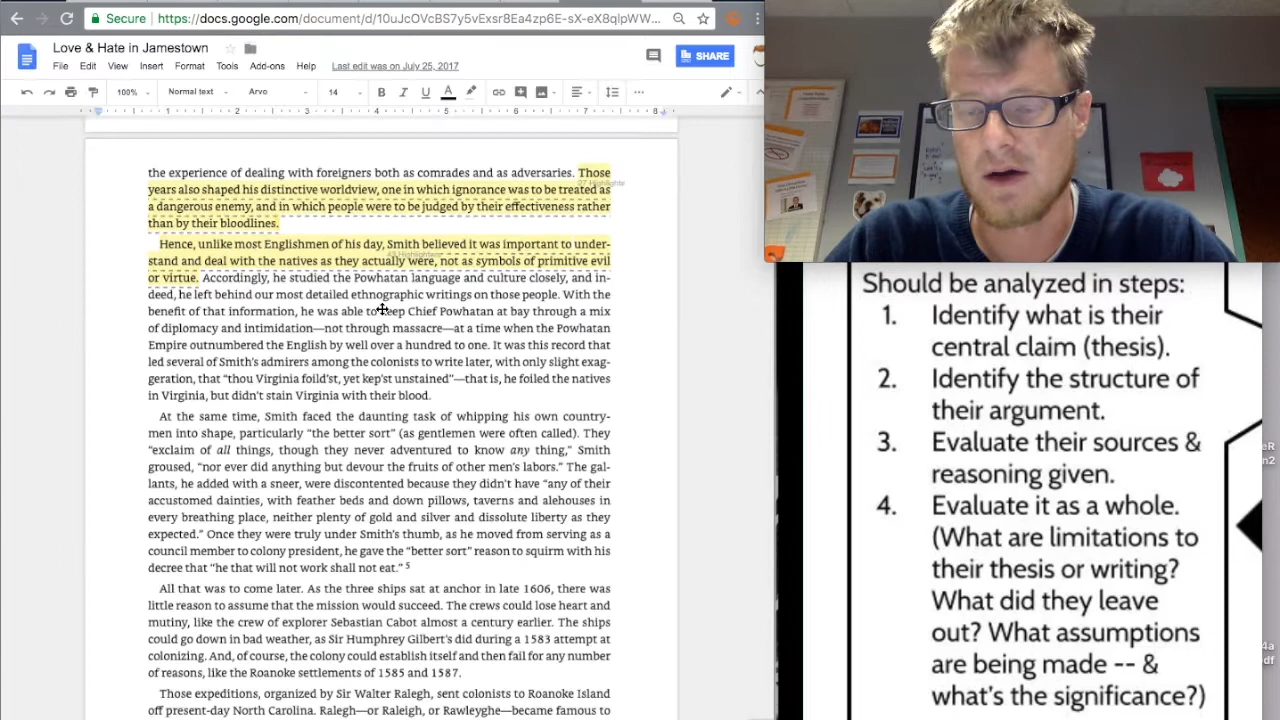 Secure
https://docs.google.com/document/d/10uJcOVcBS7y5vExsr8Ea4zp6E-sX-eX8qlpWW...
Love & Hate in Jamestown
File Edit View Insert Format Tools Add-ons Help Last edit was on July 25, 2017
SHARE
100% Normal text Arvo 14 B I U A
2 1 1 2 3 4 5 6 7 8
the experience of dealing with foreigners both as comrades and as adversaries. Those
years also shaped his distinctive worldview, one in which ignorance was to be treated as
a dangerous enemy, and in which people were to be judged by their effectiveness rather
than by their bloodlines.
Hence, unlike most Englishmen of his day, Smith believed it was important to under-
stand and deal with the natives as they actually were, not as symbols of primitive evil
or virtue. Accordingly, he studied the Powhatan language and culture closely, and in-
deed, he left behind our most detailed ethnographic writings on those people. With the
benefit of that information, he was able to keep Chief Powhatan at bay through a mix
of diplomacy and intimidation—not through massacre—at a time when the Powhatan
Empire outnumbered the English by well over a hundred to one. It was this record that
led several of Smith's admirers among the colonists to write later, with only slight exag-
geration, that “thou Virginia foild'st, yet kep'st unstained”—that is, he foiled the natives
in Virginia, but didn't stain Virginia with their blood.
At the same time, Smith faced the daunting task of whipping his own country-
men into shape, particularly “the better sort” (as gentlemen were often called). They
“exclaim of all things, though they never adventured to know any thing,” Smith
groused, “nor ever did anything but devour the fruits of other men's labors.” The gal-
lants, he added with a sneer, were discontented because they didn't have “any of their
accustomed dainties, with feather beds and down pillows, taverns and alehouses in
every breathing place, neither plenty of gold and silver and dissolute liberty as they
expected.” Once they were truly under Smith's thumb, as he moved from serving as a
council member to colony president, he gave the “better sort” reason to squirm with his
decree that “he that will not work shall not eat.” 5
All that was to come later. As the three ships sat at anchor in late 1606, there was
little reason to assume that the mission would succeed. The crews could lose heart and
mutiny, like the crew of explorer Sebastian Cabot almost a century earlier. The ships
could go down in bad weather, as Sir Humphrey Gilbert's did during a 1583 attempt at
colonizing. And, of course, the colony could establish itself and then fail for any number
of reasons, like the Roanoke settlements of 1585 and 1587.
Those expeditions, organized by Sir Walter Ralegh, sent colonists to Roanoke Island
off present-day North Carolina. Ralegh—or Raleigh, or Rawleyghe—became famous to
Should be analyzed in steps:
1. Identify what is their
central claim (thesis).
2. Identify the structure of
their argument.
3. Evaluate their sources &
reasoning given.
4. Evaluate it as a whole.
(What are limitations to
their thesis or writing?
What did they leave
out? What assumptions
are being made -- &
what's the significance?)